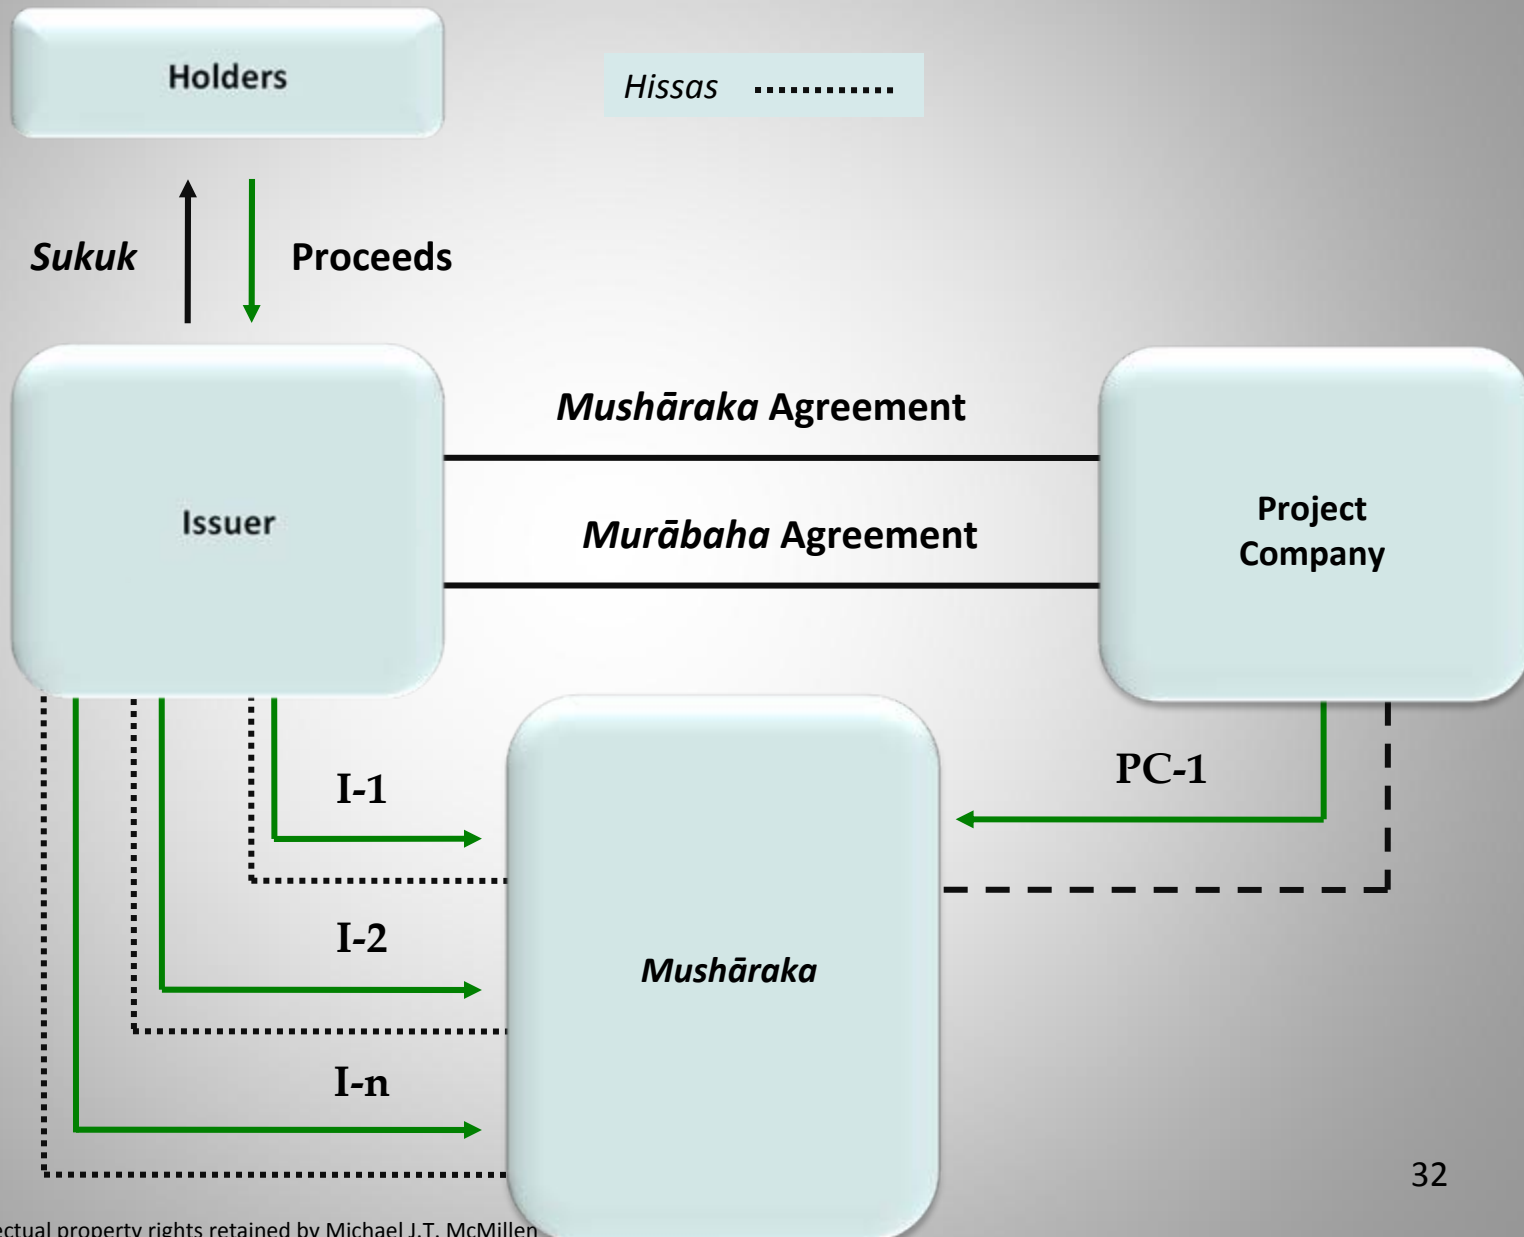 Holders
Hissas
Sukuk
Proceeds
Mushāraka Agreement
Issuer
Project
Company
Murābaha Agreement
I-1
PC-1
I-2
Mushāraka
I-n
32
property rights retained by Michael J.T. McMillen